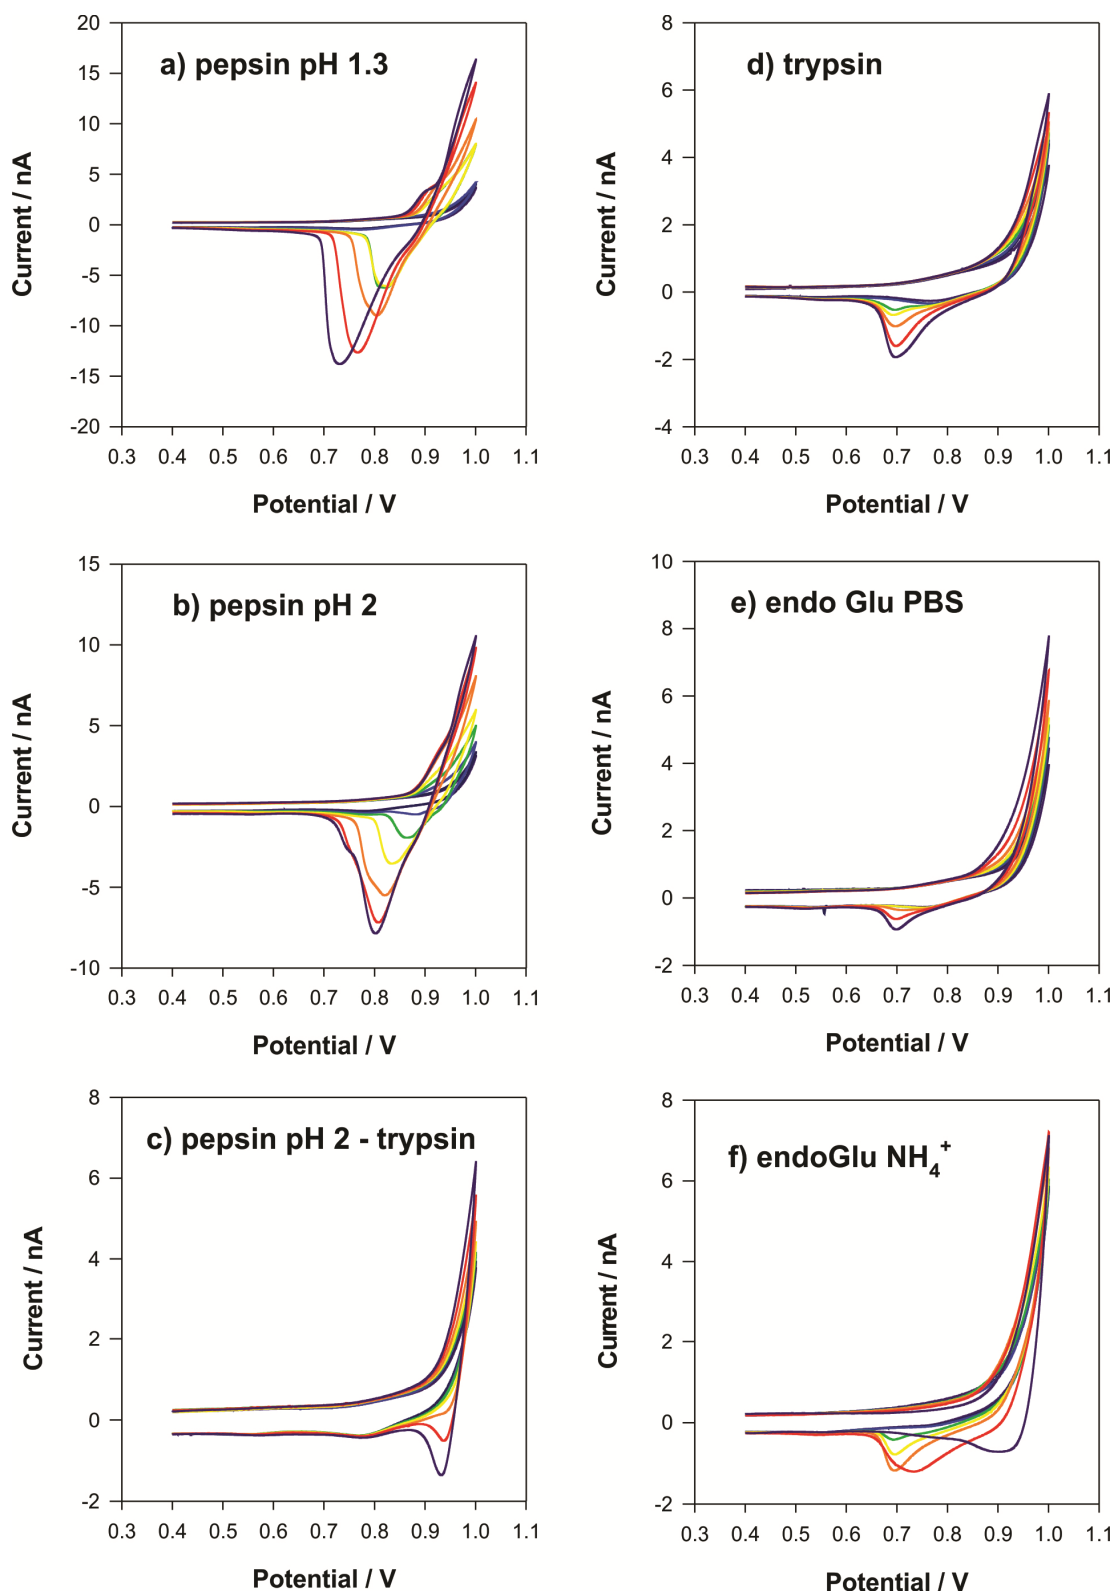 a) pepsin pH 1.3
Current / nA
20
15
10
5
0
-5
-10
-15
-20
0.3 0.4 0.5 0.6 0.7 0.8 0.9 1.0 1.1
Potential / V
d) trypsin
Current / nA
8
6
4
2
0
-2
-4
0.3 0.4 0.5 0.6 0.7 0.8 0.9 1.0 1.1
Potential / V
b) pepsin pH 2
Current / nA
15
10
5
0
-5
-10
0.3 0.4 0.5 0.6 0.7 0.8 0.9 1.0 1.1
Potential / V
e) endo Glu PBS
Current / nA
10
8
6
4
2
0
-2
0.3 0.4 0.5 0.6 0.7 0.8 0.9 1.0 1.1
Potential / V
c) pepsin pH 2 - trypsin
Current / nA
8
6
4
2
0
-2
0.3 0.4 0.5 0.6 0.7 0.8 0.9 1.0 1.1
Potential / V
f) endoGlu NH₄⁺
Current / nA
8
6
4
2
0
-2
0.3 0.4 0.5 0.6 0.7 0.8 0.9 1.0 1.1
Potential / V